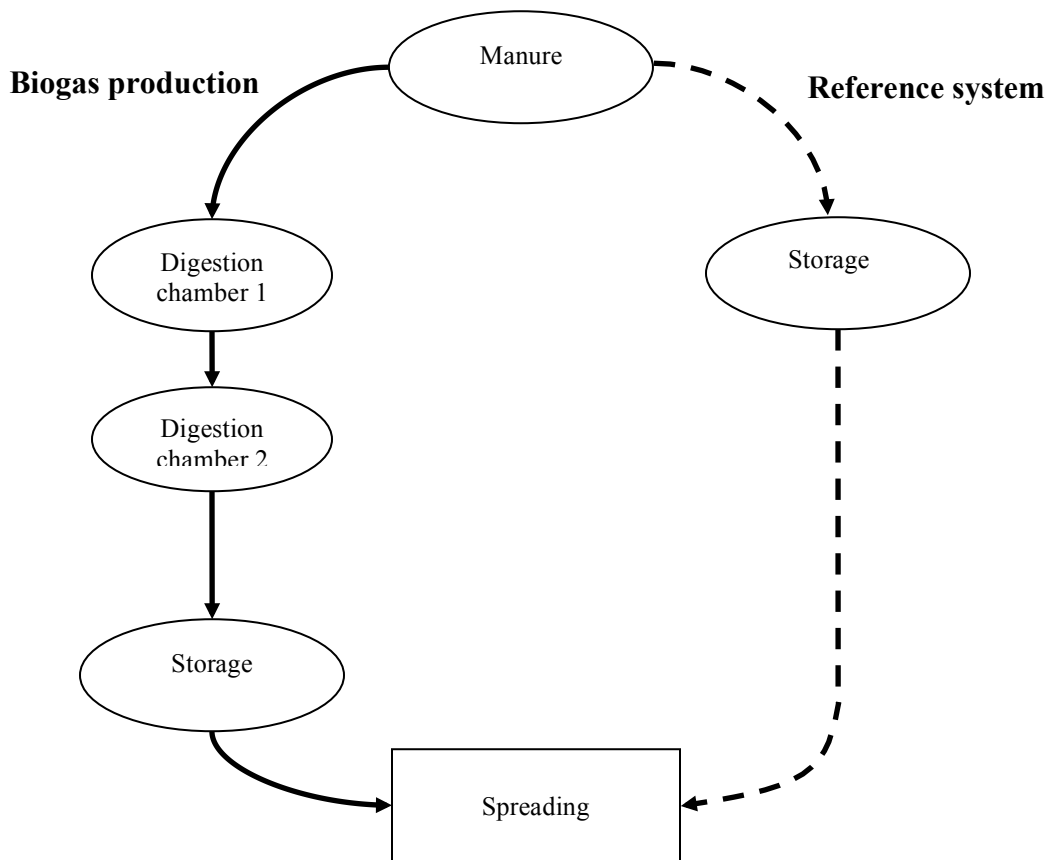 Manure
Biogas production
Reference system
Digestion
chamber 1
Storage
Digestion
chamber 2
Storage
Spreading